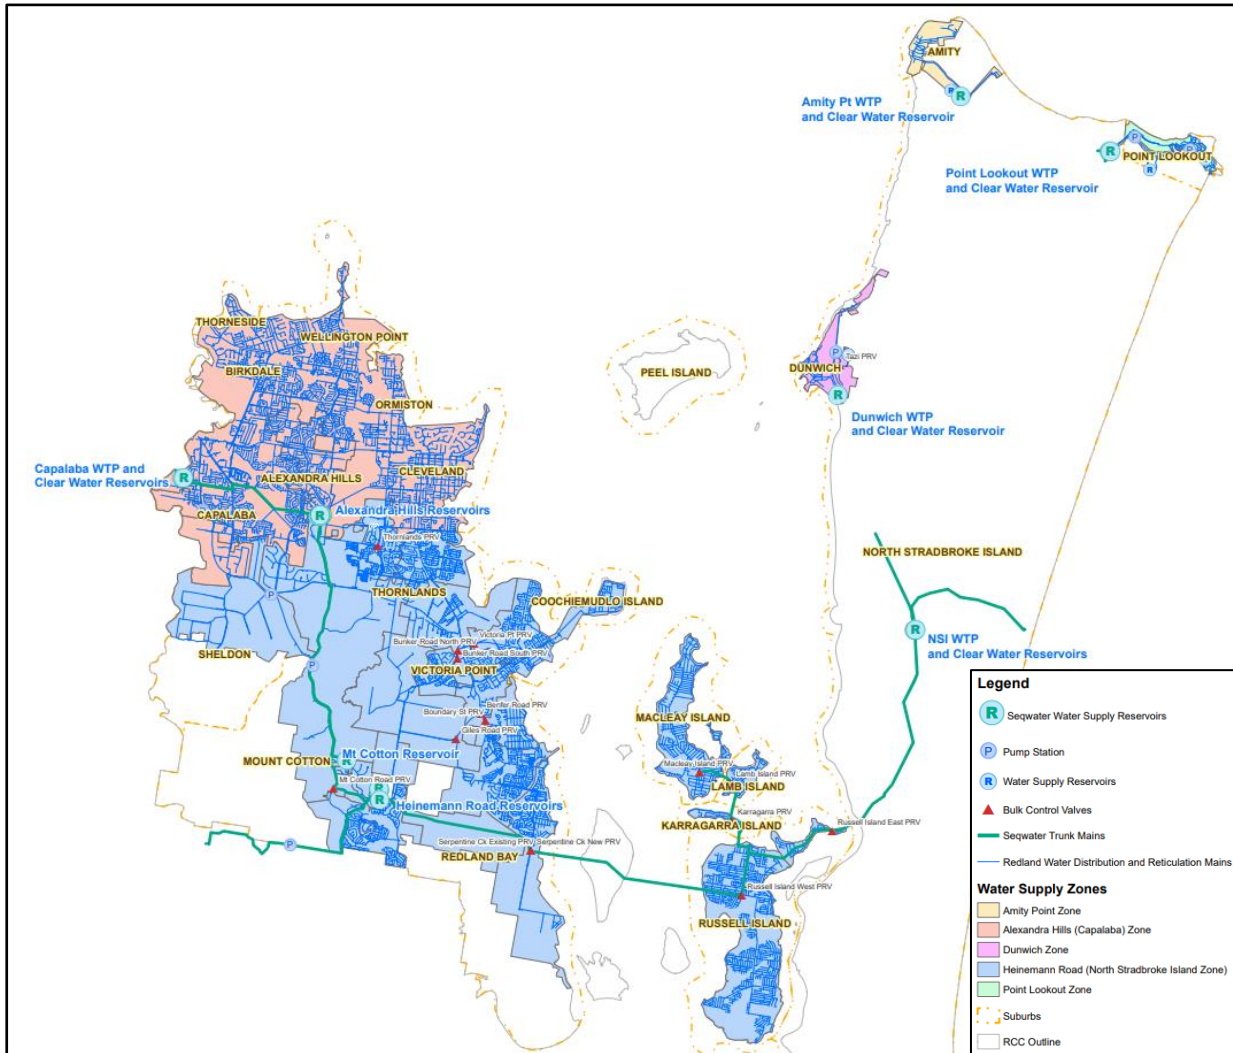 AMITY
R
R
Amity Pt WTP
and Clear Water Reservoir
P
R
POINT LOOKOUT
P
R
Point Lookout WTP
and Clear Water Reservoir
THORNESIDE
WELLINGTON POINT
BIRKDALE
ORMISTON
PEEL ISLAND
P
Tazi PRV
DUNWICH
R
Dunwich WTP
and Clear Water Reservoir
Capalaba WTP and
Clear Water Reservoirs
R
ALEXANDRA HILLS
CLEVELAND
CAPALABA
R
Alexandra Hills Reservoirs
Thornlands PRV
NORTH STRADBROKE ISLAND
P
THORNLANDS
COOCHIEMUDLO ISLAND
R
NSI WTP
and Clear Water Reservoirs
SHELDON
P
Bunker Road North PRV
Victoria Pt PRV
Bunker Road South PRV
VICTORIA POINT
Benfer Road PRV
Boundary St PRV
Giles Road PRV
MACLEAY ISLAND
Mt Cotton Reservoir
MOUNT COTTON
R
Macleay Island PRV
Lamb Island PRV
LAMB ISLAND
Mt Cotton Road PRV
R
R
Heinemann Road Reservoirs
Karragarra PRV
KARRAGARRA ISLAND
Russell Island East PRV
P
Serpentine Ck Existing PRV
Serpentine Ck New PRV
REDLAND BAY
Russell Island West PRV
RUSSELL ISLAND
Legend
R Seqwater Water Supply Reservoirs
P Pump Station
R Water Supply Reservoirs
Bulk Control Valves
Seqwater Trunk Mains
Redland Water Distribution and Reticulation Mains
Water Supply Zones
Amity Point Zone
Alexandra Hills (Capalaba) Zone
Dunwich Zone
Heinemann Road (North Stradbroke Island Zone)
Point Lookout Zone
Suburbs
RCC Outline